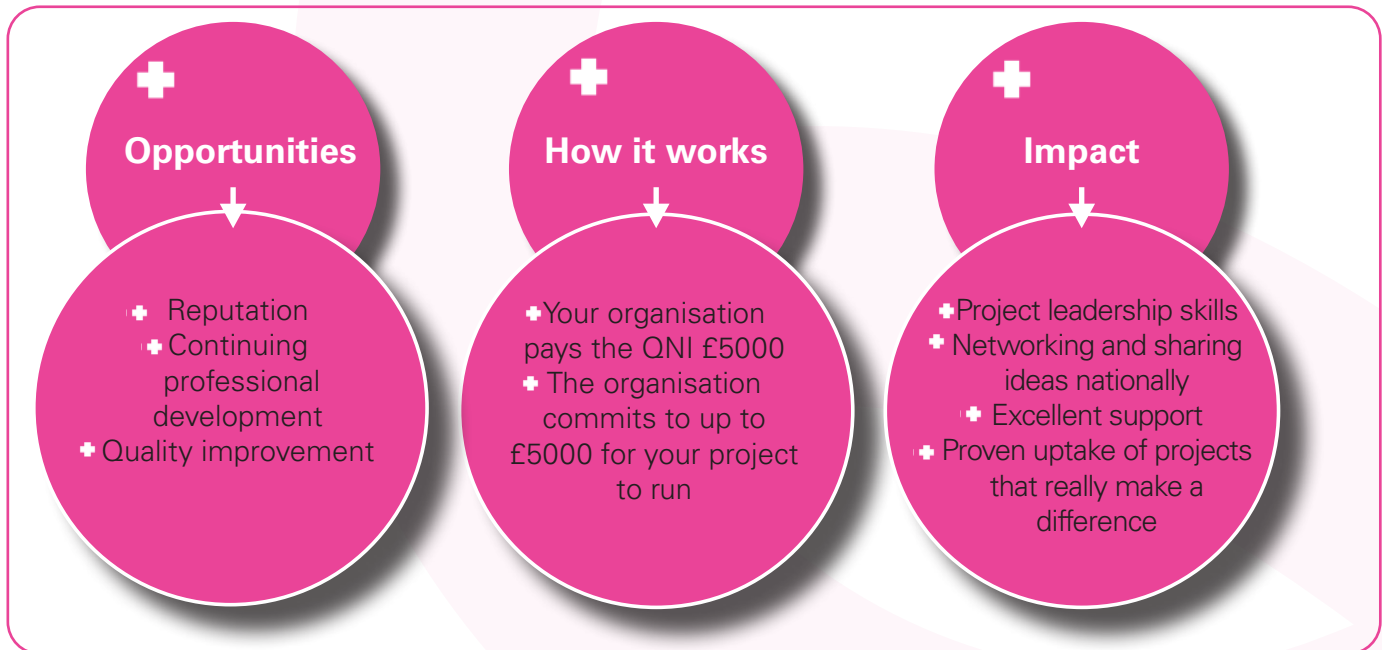 Opportunities
Reputation
Continuing
professional
development
Quality improvement
How it works
Your organisation
pays the QNI £5000
The organisation
commits to up to
£5000 for your project
to run
Impact
Project leadership skills
Networking and sharing
ideas nationally
Excellent support
Proven uptake of projects
that really make a
difference